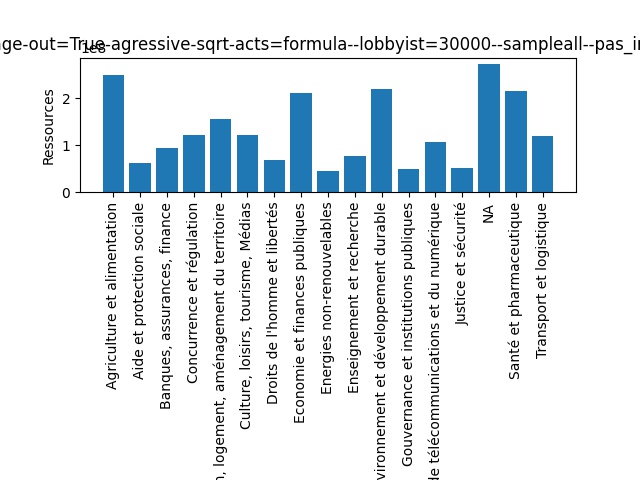 ge-out=True-agressive-sqrt-acts=formula--lobbyist=30000--sampleall--pas_i
1e8
Ressources
2
1
0
Agriculture et alimentation
Aide et protection sociale
Banques, assurances, finance
Concurrence et régulation
, logement, aménagement du territoire
Culture, loisirs, tourisme, Médias
Droits de l'homme et libertés
Economie et finances publiques
Energies non-renouvelables
Enseignement et recherche
vironnement et développement durable
Gouvernance et institutions publiques
de télécommunications et du numérique
Justice et sécurité
NA
Santé et pharmaceutique
Transport et logistique